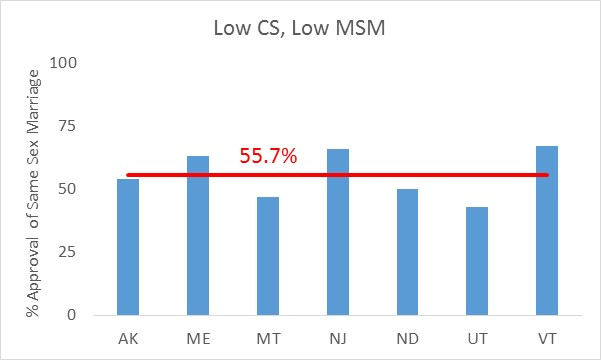 Low CS, Low MSM
% Approval of Same Sex Marriage
100
75
50
25
0
55.7%
AK ME MT NJ ND UT VT